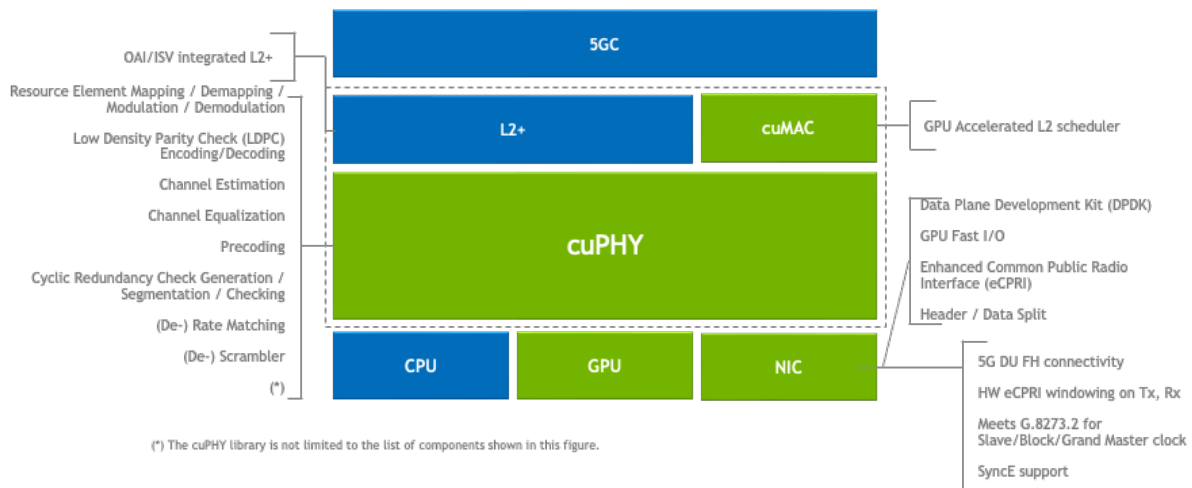 5GC
OAI/ISV integrated L2+
Resource Element Mapping / Demapping /
Modulation / Demodulation
Low Density Parity Check (LDPC)
Encoding/Decoding
Channel Estimation
Channel Equalization
Precoding
Cyclic Redundancy Check Generation /
Segmentation / Checking
(De-) Rate Matching
(De-) Scrambler
(*)
L2+
cuMAC
GPU Accelerated L2 scheduler
cuPHY
Data Plane Development Kit (DPDK)
GPU Fast I/O
Enhanced Common Public Radio
Interface (eCPRI)
Header / Data Split
CPU
GPU
NIC
5G DU FH connectivity
HW eCPRI windowing on Tx, Rx
Meets G.8273.2 for
Slave/Block/Grand Master clock
SyncE support
(*) The cuPHY library is not limited to the list of components shown in this figure.